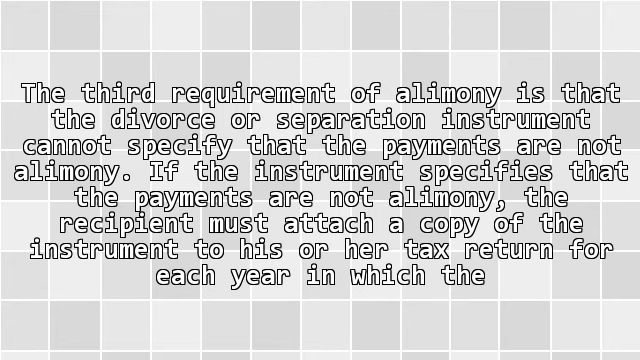 The third requirement of alimony is that
the divorce or separation instrument
cannot specify that the payments are not
alimony. If the instrument specifies that
the payments are not alimony, the
recipient must attach a copy of the
instrument to his or her tax return for
each year in which the